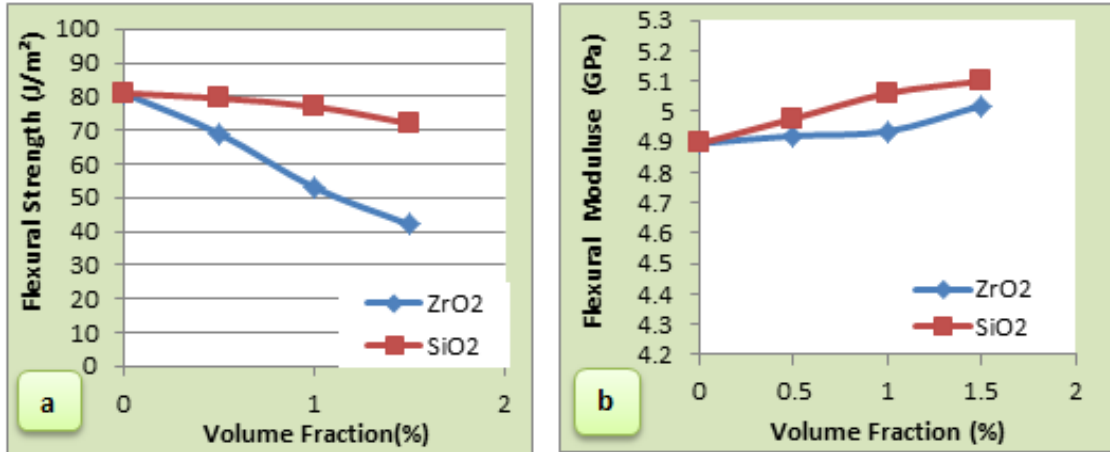 100
90
80
70
60
50
40
30
20
10
0
Flexural Strength (J/m²)
ZrO2
SiO2
0 1 2
Volume Fraction(%)
a
5.3
5.2
5.1
5
4.9
4.8
4.7
4.6
4.5
4.4
4.3
4.2
Flexural Moduluse (GPa)
ZrO2
SiO2
0 0.5 1 1.5 2
Volume Fraction (%)
b